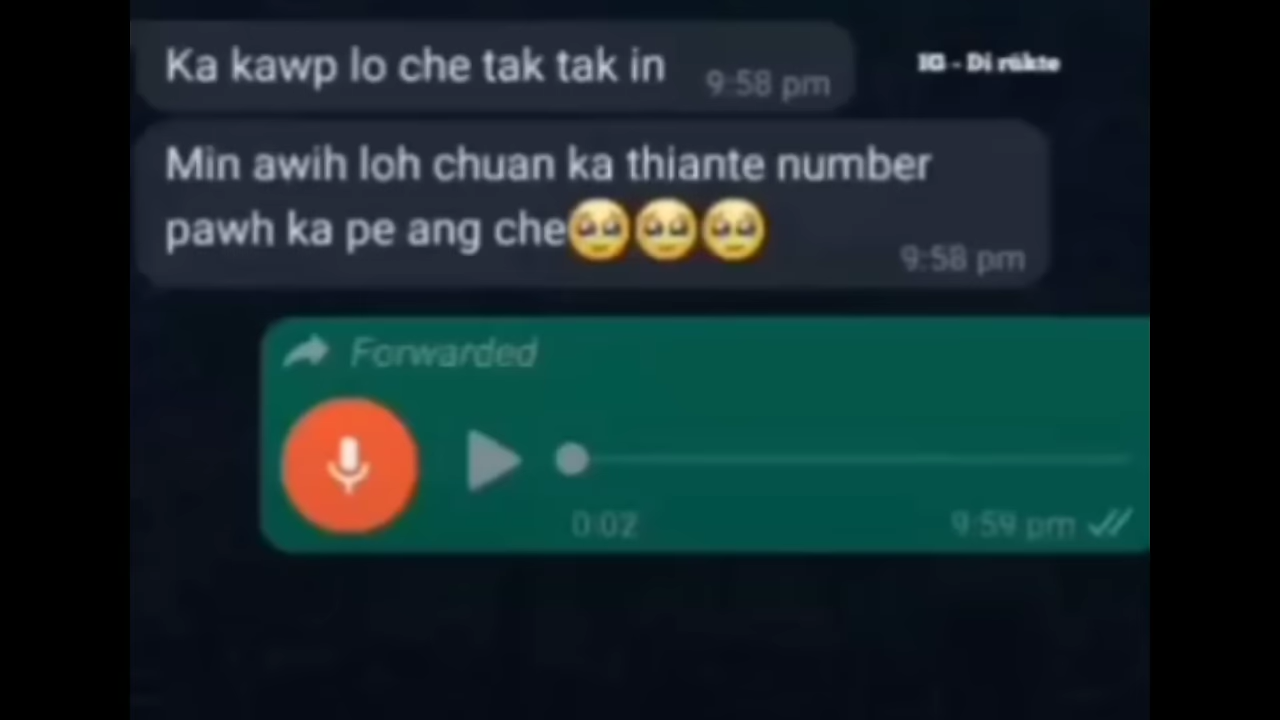 Ka kawp lo che tak tak in
9:58 pm
IG - Di rûkte
Min awih loh chuan ka thiante number
pawh ka pe ang che🥹🥹🥹
9:58 pm
Forwarded
0:02
9:59 pm